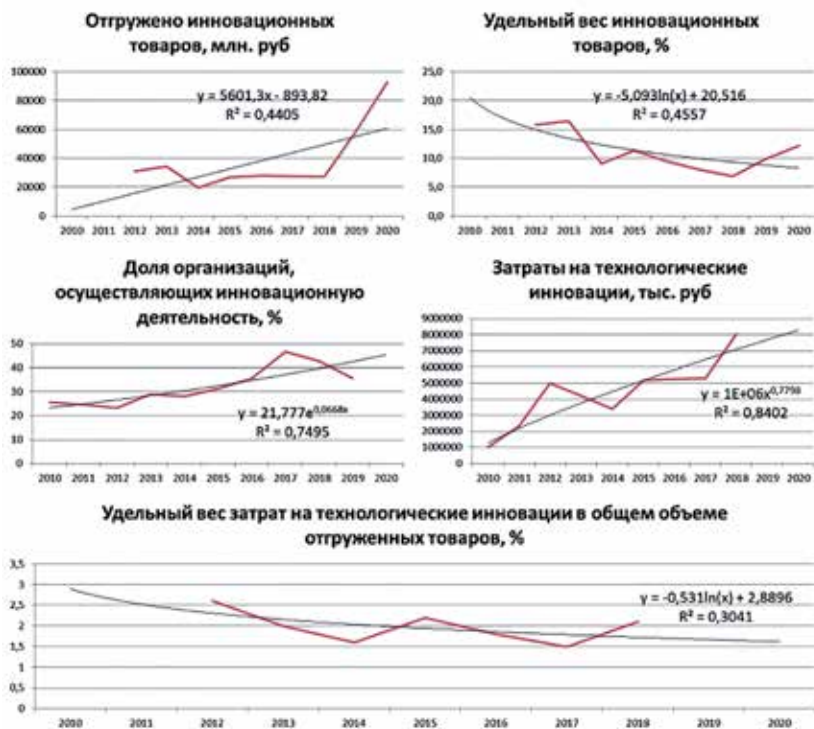 Отгружено инновационных
товаров, млн. руб
100000
80000
60000
40000
20000
0
y = 5601,3x - 893,82
R² = 0,4405
2010 2011 2012 2013 2014 2015 2016 2017 2018 2019 2020
Удельный вес инновационных
товаров, %
25,0
20,0
15,0
10,0
5,0
0,0
y = -5,093ln(x) + 20,516
R² = 0,4557
2010 2011 2012 2013 2014 2015 2016 2017 2018 2019 2020
Доля организаций,
осуществляющих инновационную
деятельность, %
50
40
30
20
10
0
y = 21,777e^0,0668x
R² = 0,7495
2010 2011 2012 2013 2014 2015 2016 2017 2018 2019 2020
Затраты на технологические
инновации, тыс. руб
9000000
8000000
7000000
6000000
5000000
4000000
3000000
2000000
1000000
0
y = 1E+06x^0,7798
R² = 0,8402
2010 2011 2012 2013 2014 2015 2016 2017 2018 2019 2020
Удельный вес затрат на технологические инновации в общем объеме
отгруженных товаров, %
3,5
3
2,5
2
1,5
1
0,5
0
y = -0,531ln(x) + 2,8896
R² = 0,3041
2010 2011 2012 2013 2014 2015 2016 2017 2018 2019 2020